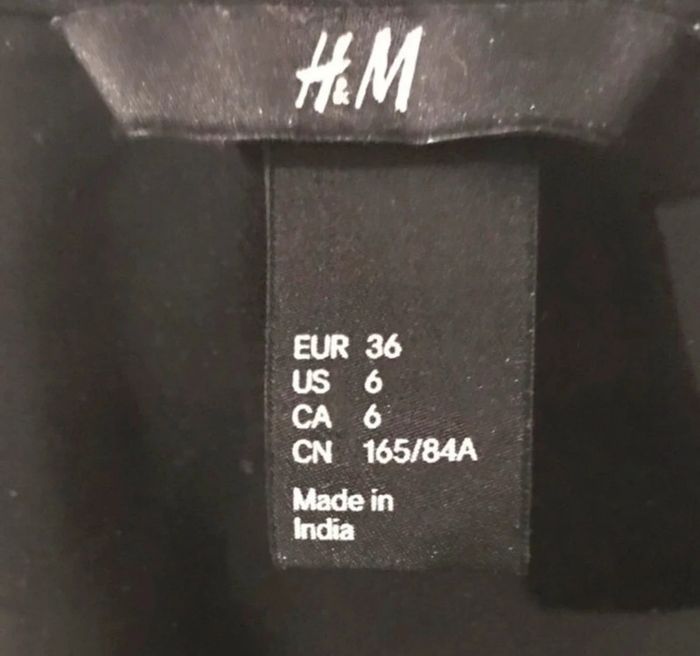 H&M
EUR 36
US 6
CA 6
CN 165/84A
Made in
India